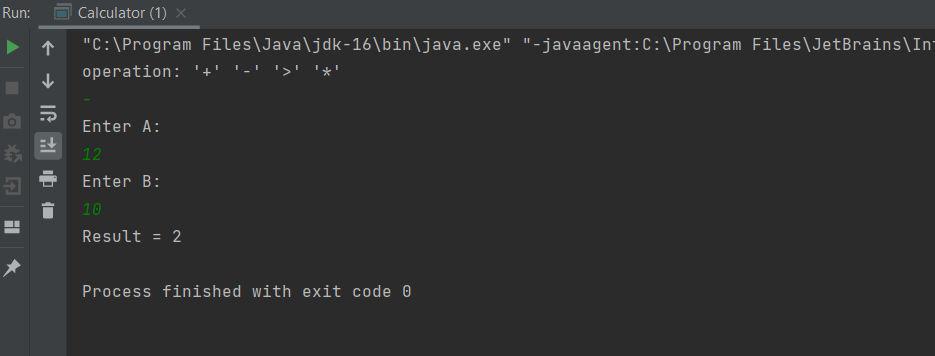 Run: Calculator (1)
"C:\Program Files\Java\jdk-16\bin\java.exe" "-javaagent:C:\Program Files\JetBrains\In
operation: '+' '-' '>' '*'
-
Enter A:
12
Enter B:
10
Result = 2
Process finished with exit code 0